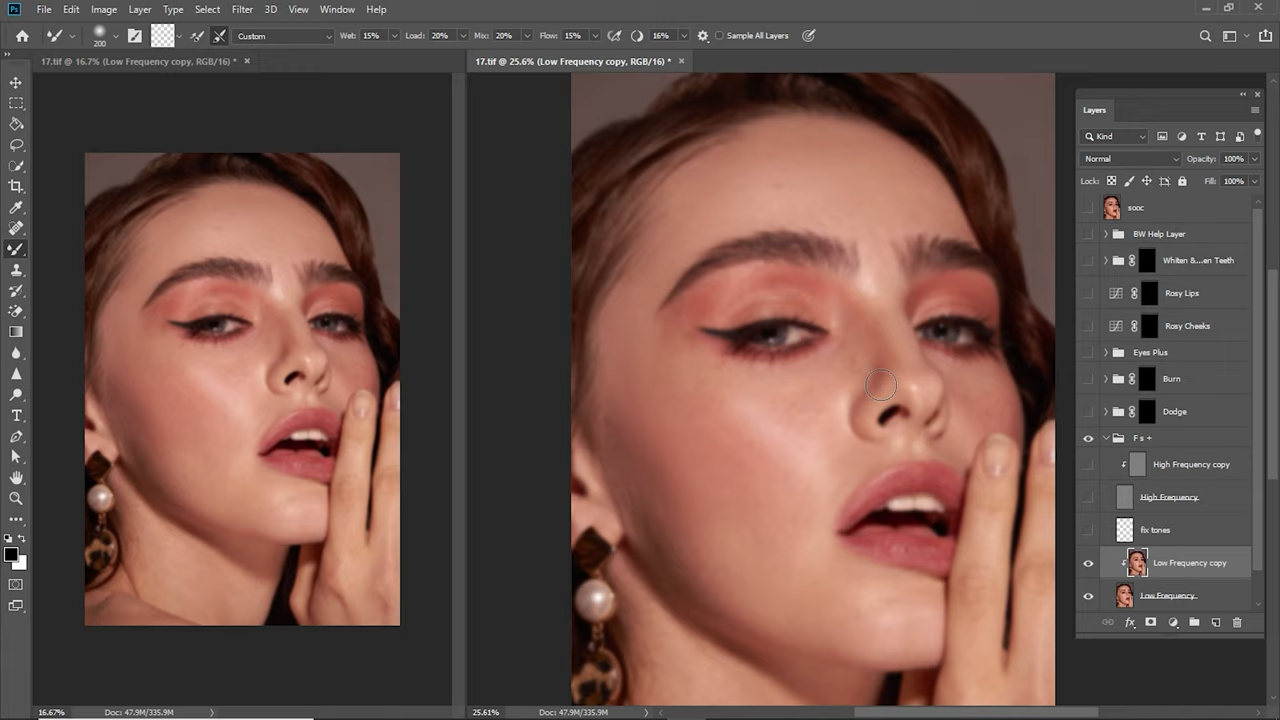 Ps File Edit Image Layer Type Select Filter 3D View Window Help
200 Custom Wet: 15% Load: 20% Mix: 20% Flow: 15% 16% Sample All Layers
17.tif @ 16.7% (Low Frequency copy, RGB/16) * × 17.tif @ 25.6% (Low Frequency copy, RGB/16) * ×
Layers
Kind
Normal Opacity: 100%
Lock: Fill: 100%
sooc
BW Help Layer
Whiten &...en Teeth
Rosy Lips
Rosy Cheeks
Eyes Plus
Burn
Dodge
F s +
High Frequency copy
High Frequency
fix tones
Low Frequency copy
Low Frequency
fx
16.67% Doc: 47.9M/335.9M 25.61% Doc: 47.9M/335.9M